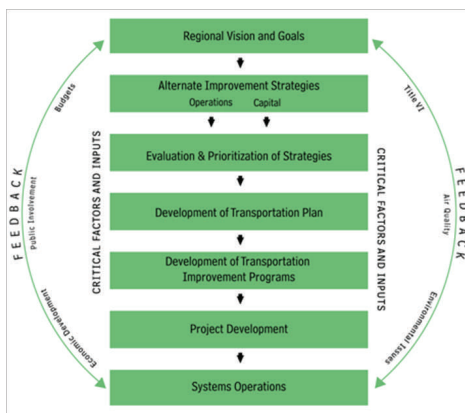 Regional Vision and Goals
Alternate Improvement Strategies
Operations Capital
Evaluation & Prioritization of Strategies
Development of Transportation Plan
Development of Transportation
Improvement Programs
Project Development
Systems Operations
FEEDBACK
Budgets
Public Involvement
Economic Development
CRITICAL FACTORS AND INPUTS
CRITICAL FACTORS AND INPUTS
Title VI
Air Quality
Environmental Issues
FEEDBACK